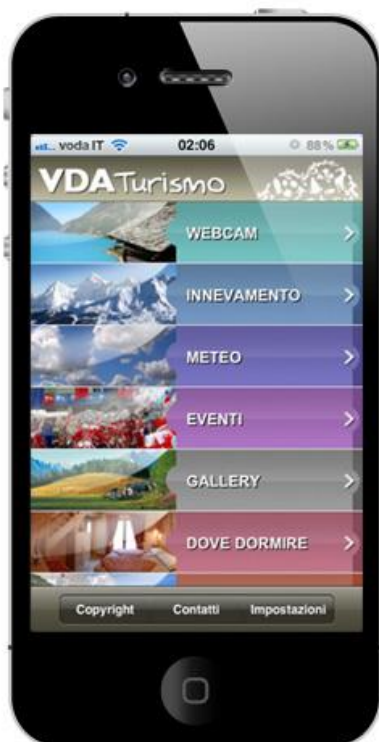 voda IT 02:06 88%
VDATurismo
WEBCAM
INNEVAMENTO
METEO
EVENTI
GALLERY
DOVE DORMIRE
Copyright Contatti Impostazioni